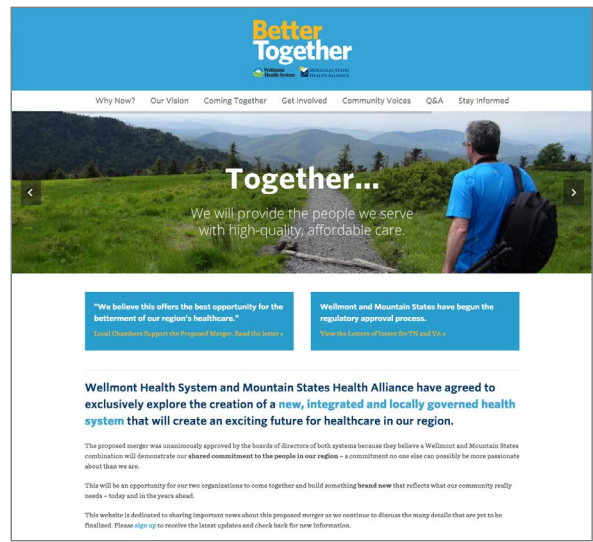 Better
Together
Wellmont
Health System
MOUNTAIN STATES
HEALTH ALLIANCE
Why Now? Our Vision Coming Together Get Involved Community Voices Q&A Stay Informed
Together...
We will provide the people we serve
with high-quality, affordable care.
"We believe this offers the best opportunity for the
betterment of our region's healthcare."
Local Chambers Support the Proposed Merger. Read the letter »
Wellmont and Mountain States have begun the
regulatory approval process.
View the Letters of Intent for TN and VA »
Wellmont Health System and Mountain States Health Alliance have agreed to
exclusively explore the creation of a new, integrated and locally governed health
system that will create an exciting future for healthcare in our region.
The proposed merger was unanimously approved by the boards of directors of both systems because they believe a Wellmont and Mountain States
combination will demonstrate our shared commitment to the people in our region – a commitment no one else can possibly be more passionate
about than we are.
This will be an opportunity for our two organizations to come together and build something brand new that reflects what our community really
needs – today and in the years ahead.
This website is dedicated to sharing important news about this proposed merger as we continue to discuss the many details that are yet to be
finalized. Please sign up to receive the latest updates and check back for new information.